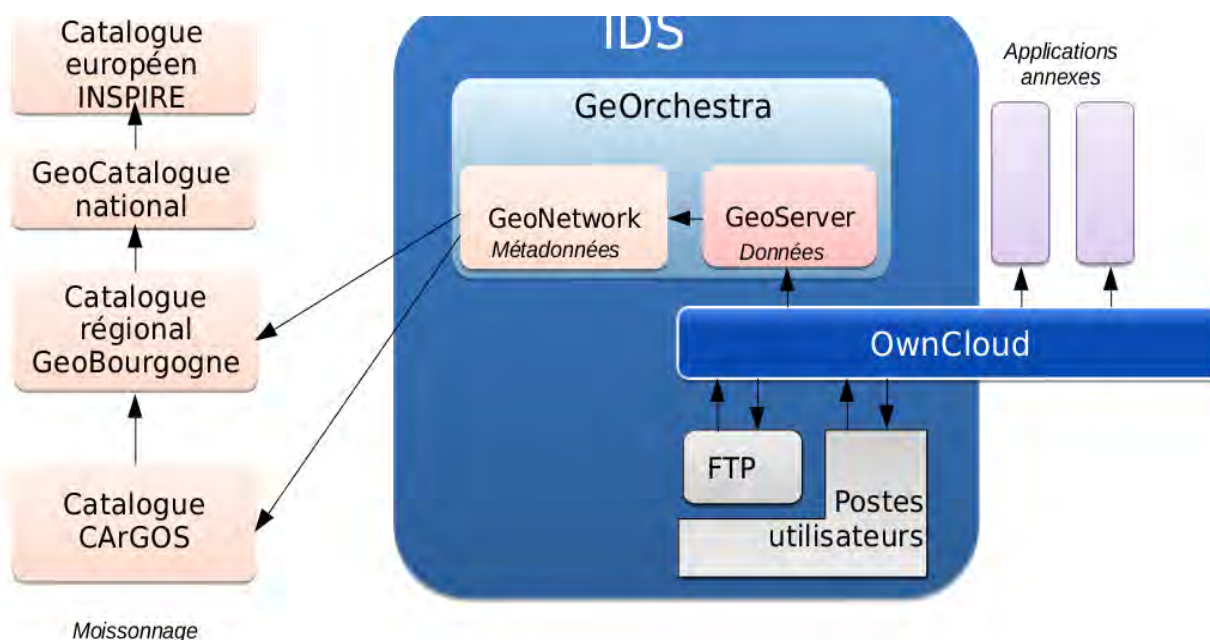 Catalogue
européen
INSPIRE
GeoCatalogue
national
Catalogue
régional
GeoBourgogne
Catalogue
CArGOS
Moissonnage
IDS
GeOrchestra
GeoNetwork
Métadonnées
GeoServer
Données
Applications
annexes
OwnCloud
FTP
Postes
utilisateurs